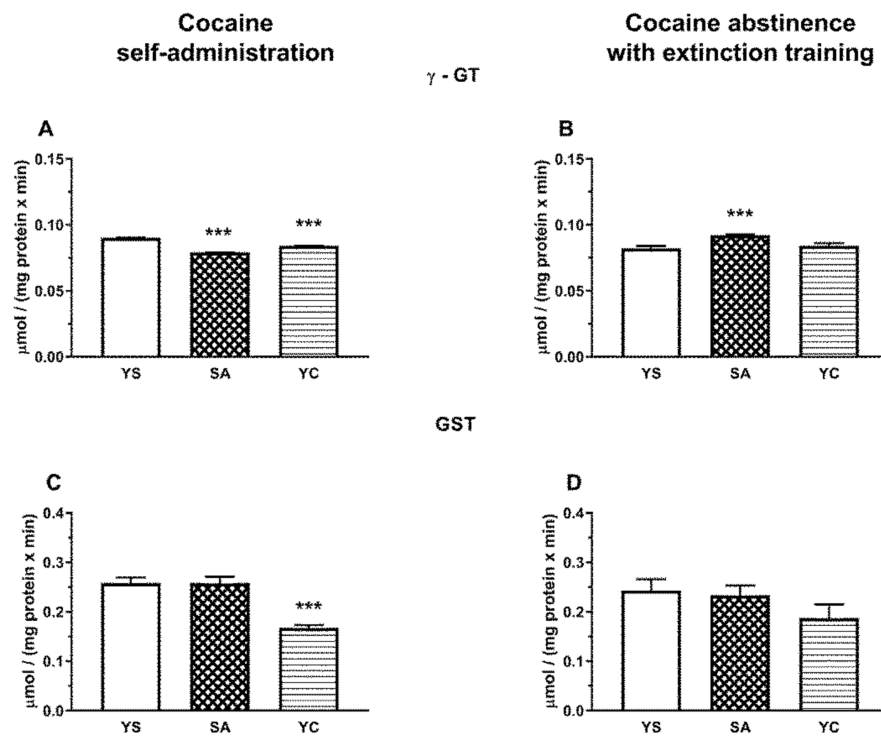 Cocaine
self-administration
Cocaine abstinence
with extinction training
γ - GT
A
μmol / (mg protein x min)
0.15
0.10
0.05
0.00
***
***
YS SA YC
B
μmol / (mg protein x min)
0.15
0.10
0.05
0.00
***
YS SA YC
GST
C
μmol / (mg protein x min)
0.4
0.3
0.2
0.1
0.0
***
YS SA YC
D
μmol / (mg protein x min)
0.4
0.3
0.2
0.1
0.0
YS SA YC